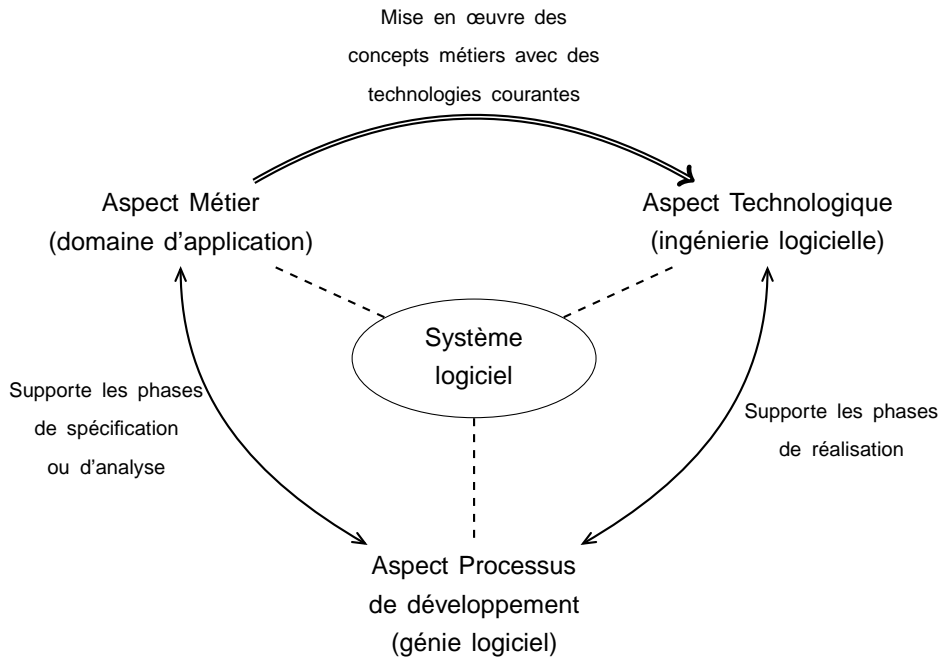 Mise en œuvre des
concepts métiers avec des
technologies courantes
Aspect Métier
(domaine d'application)
Aspect Technologique
(ingénierie logicielle)
Système
logiciel
Supporte les phases
de spécification
ou d'analyse
Supporte les phases
de réalisation
Aspect Processus
de développement
(génie logiciel)